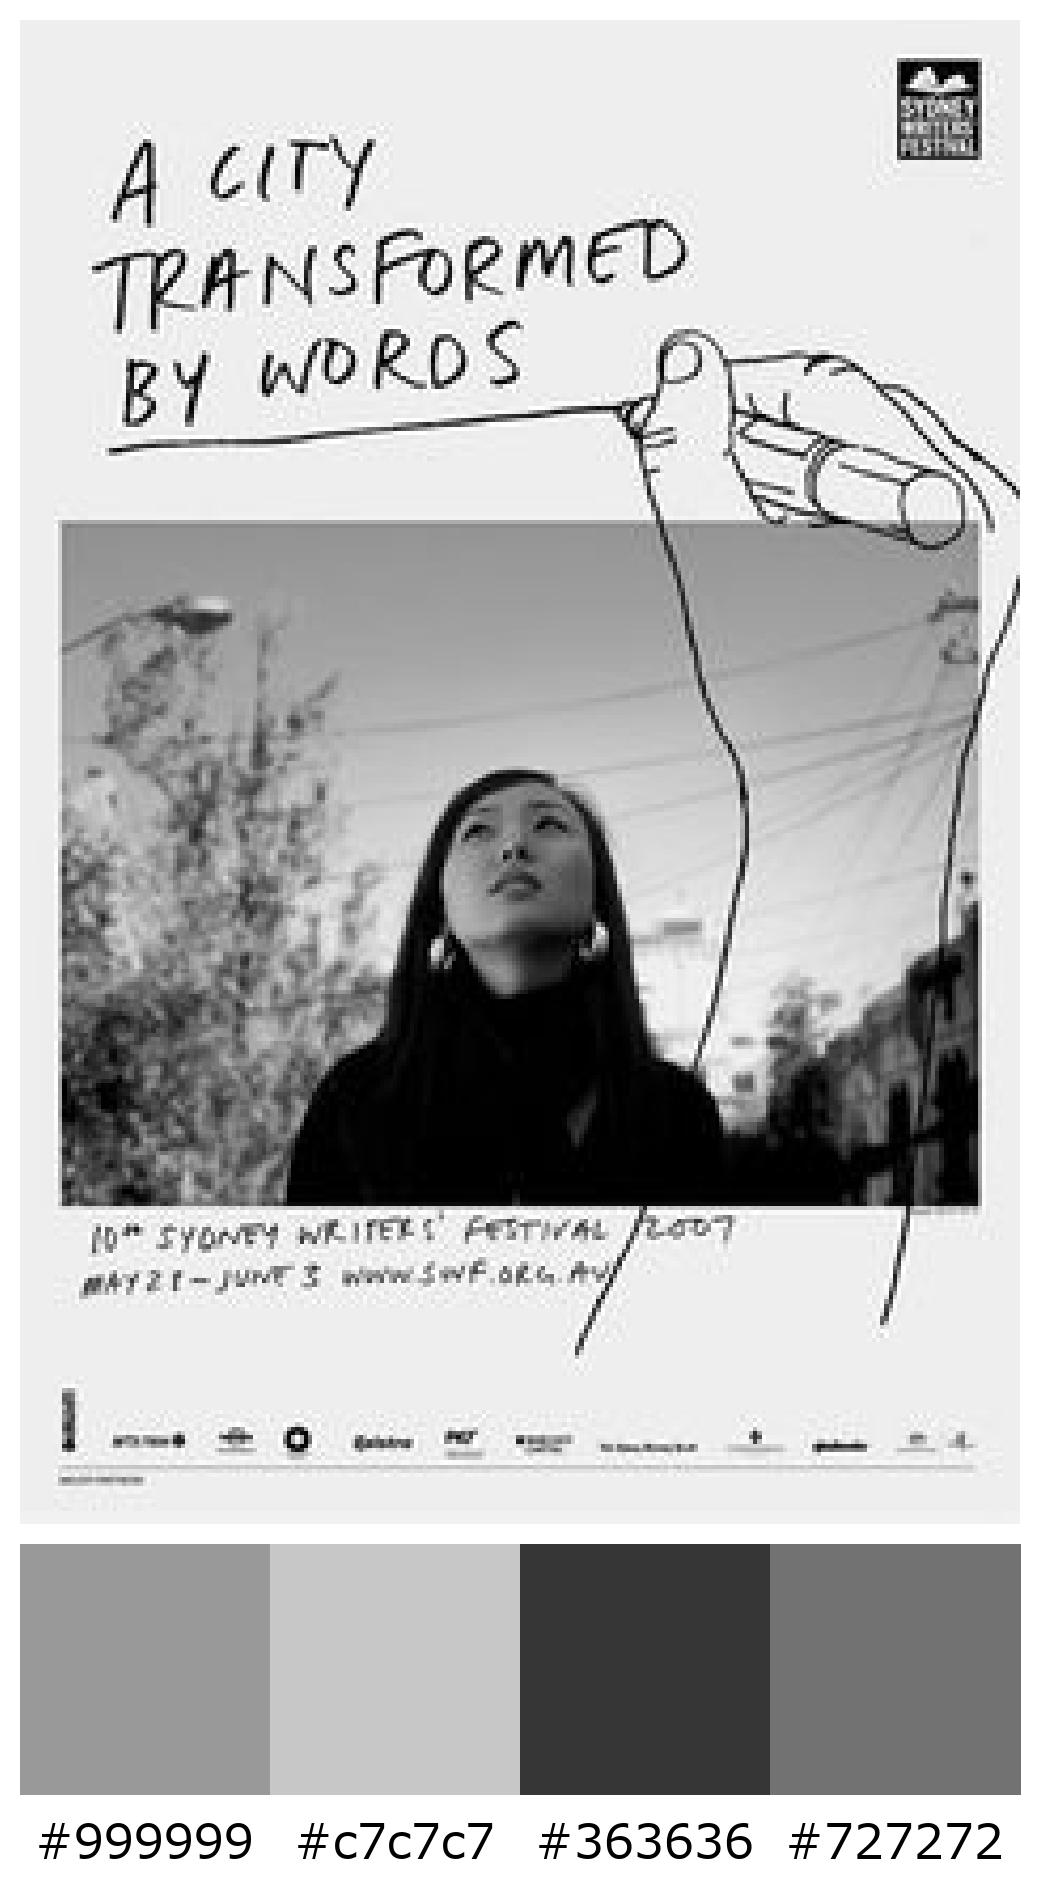 SYDNEY
WRITERS'
FESTIVAL
A CITY
TRANSFORMED
BY WORDS
10TH SYDNEY WRITERS' FESTIVAL /2007
MAY 28 - JUNE 3 WWW.SWF.ORG.AU
#999999 #c7c7c7 #363636 #727272